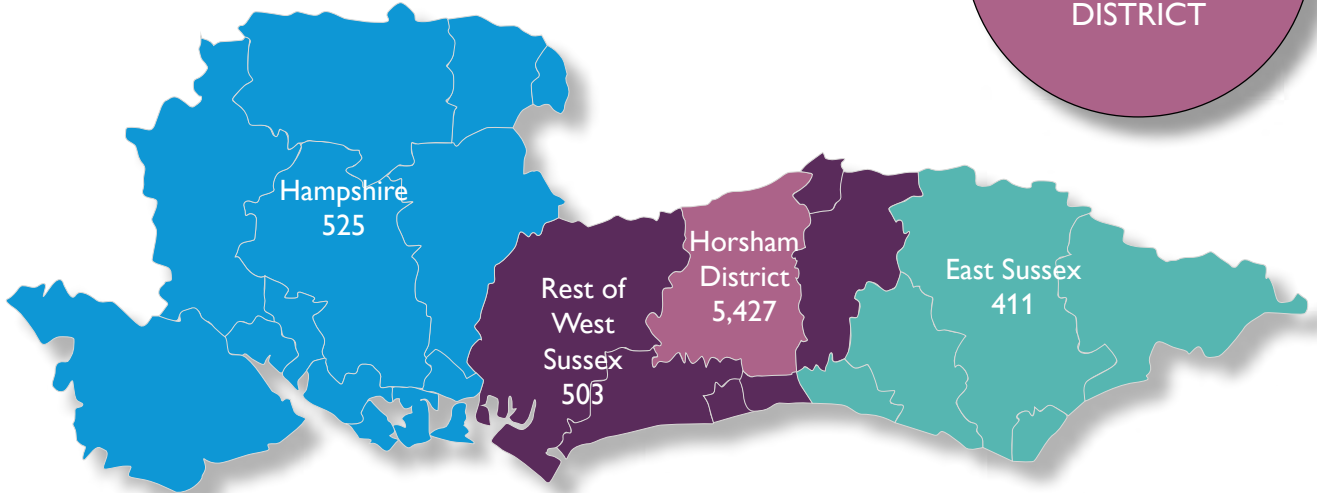 DISTRICT
Hampshire
525
Rest of
West
Sussex
503
Horsham
District
5,427
East Sussex
411